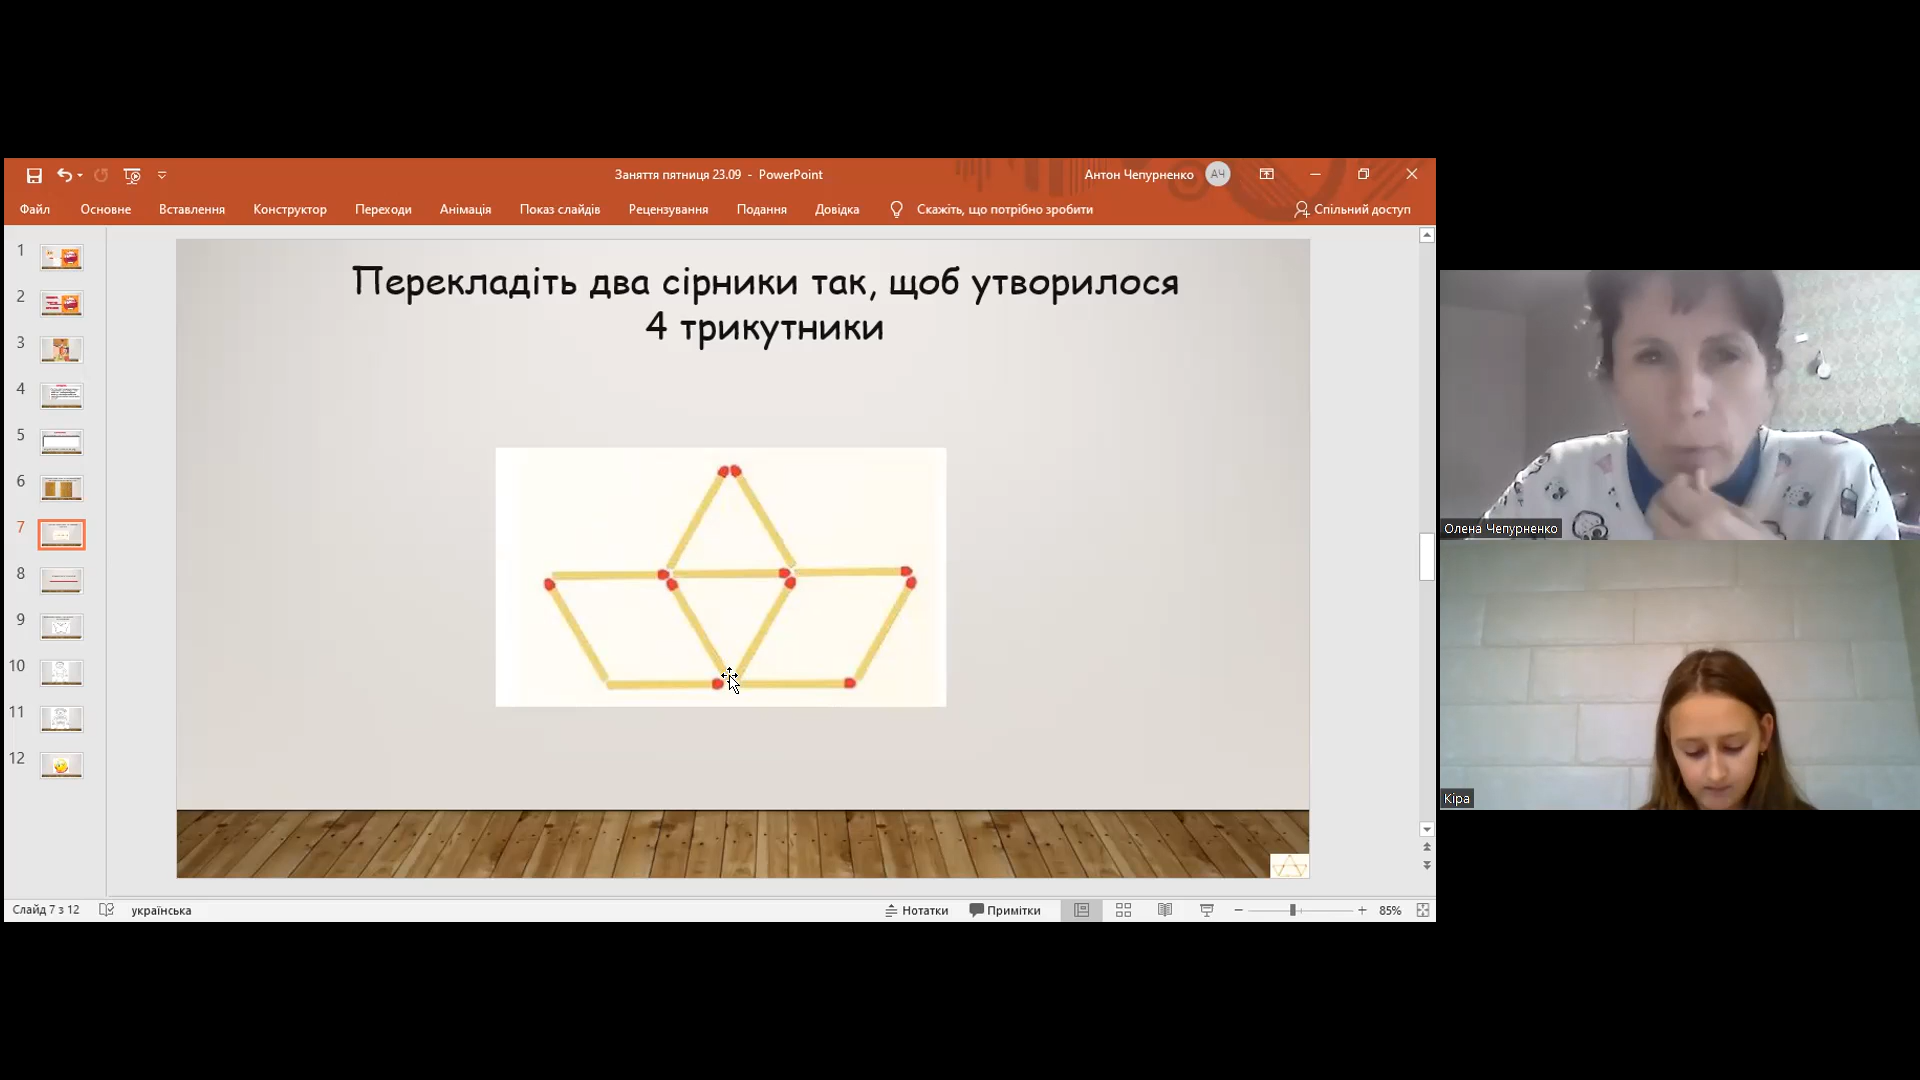 Заняття пятниця 23.09 - PowerPoint
Антон Чепурненко
АЧ
Файл Основне Вставлення Конструктор Переходи Анімація Показ слайдів Рецензування Подання Довідка Скажіть, що потрібно зробити Спільний доступ
1
2
3
4
5
6
7
8
9
10
11
12
Перекладіть два сірники так, щоб утворилося
4 трикутники
Олена Чепурненко
Кіра
Слайд 7 з 12 українська Нотатки Примітки 85%